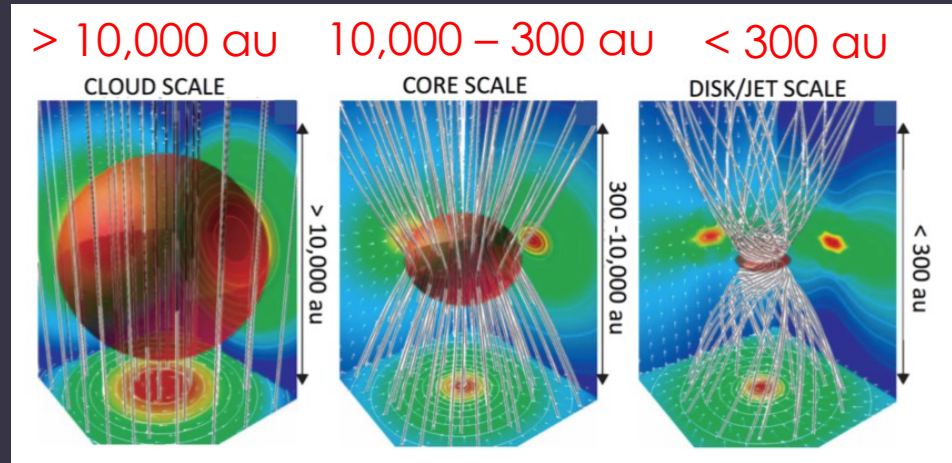 > 10,000 au
10,000 – 300 au
< 300 au
CLOUD SCALE
CORE SCALE
DISK/JET SCALE
> 10,000 au
300 -10,000 au
< 300 au